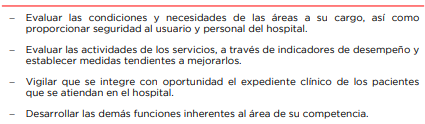 – Evaluar las condiciones y necesidades de las áreas a su cargo, así como
proporcionar seguridad al usuario y personal del hospital.
– Evaluar las actividades de los servicios, a través de indicadores de desempeño y
establecer medidas tendientes a mejorarlos.
– Vigilar que se integre con oportunidad el expediente clínico de los pacientes
que se atiendan en el hospital.
– Desarrollar las demás funciones inherentes al área de su competencia.